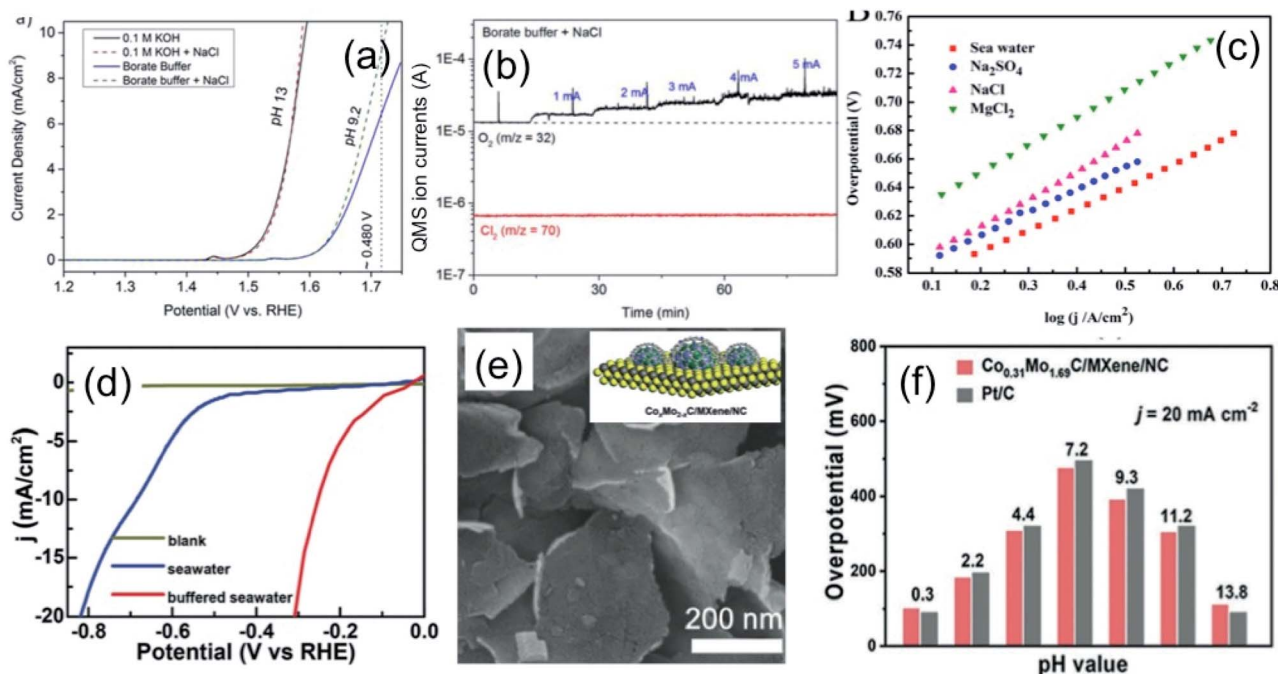 a)
(a)
0.1 M KOH
0.1 M KOH + NaCl
Borate Buffer
Borate buffer + NaCl
pH 13
pH 9.2
~ 0.480 V
Current Density (mA/cm²)
10
8
6
4
2
0
1.2 1.3 1.4 1.5 1.6 1.7
Potential (V vs. RHE)
(b)
Borate buffer + NaCl
1 mA 2 mA 3 mA 4 mA 5 mA
O₂ (m/z = 32)
Cl₂ (m/z = 70)
QMS ion currents (A)
1E-4
1E-5
1E-6
1E-7
0 30 60
Time (min)
(c)
Sea water
Na₂SO₄
NaCl
MgCl₂
Overpotential (V)
0.76
0.74
0.72
0.68
0.66
0.64
0.62
0.60
0.58
0.1 0.2 0.3 0.4 0.5 0.6 0.7 0.8
log (j /A/cm²)
(d)
blank
seawater
buffered seawater
j (mA/cm²)
0
-5
-10
-15
-20
-0.8 -0.6 -0.4 -0.2 0.0
Potential (V vs RHE)
(e)
CoₓMo₂₋ₓC/MXene/NC
200 nm
(f)
Co₀.₃₁Mo₁.₆₉C/MXene/NC
Pt/C
j = 20 mA cm⁻²
0.3 2.2 4.4 7.2 9.3 11.2 13.8
Overpotential (mV)
800
600
400
200
0
pH value